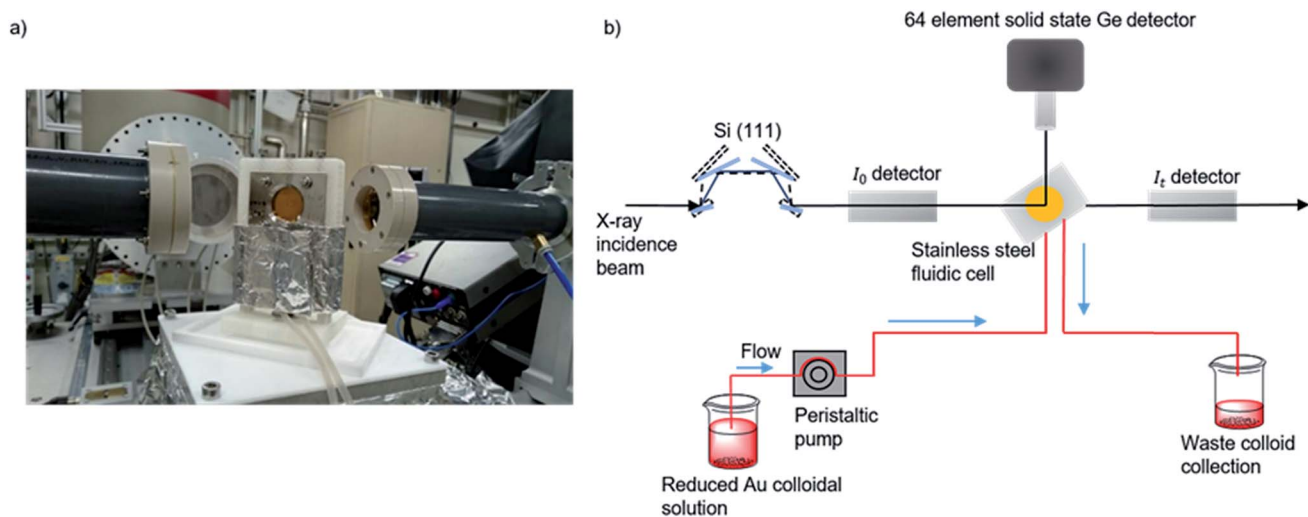 a)
b)
64 element solid state Ge detector
Si (111)
I₀ detector
Iₜ detector
X-ray
incidence
beam
Stainless steel
fluidic cell
Flow
Peristaltic
pump
Reduced Au colloidal
solution
Waste colloid
collection